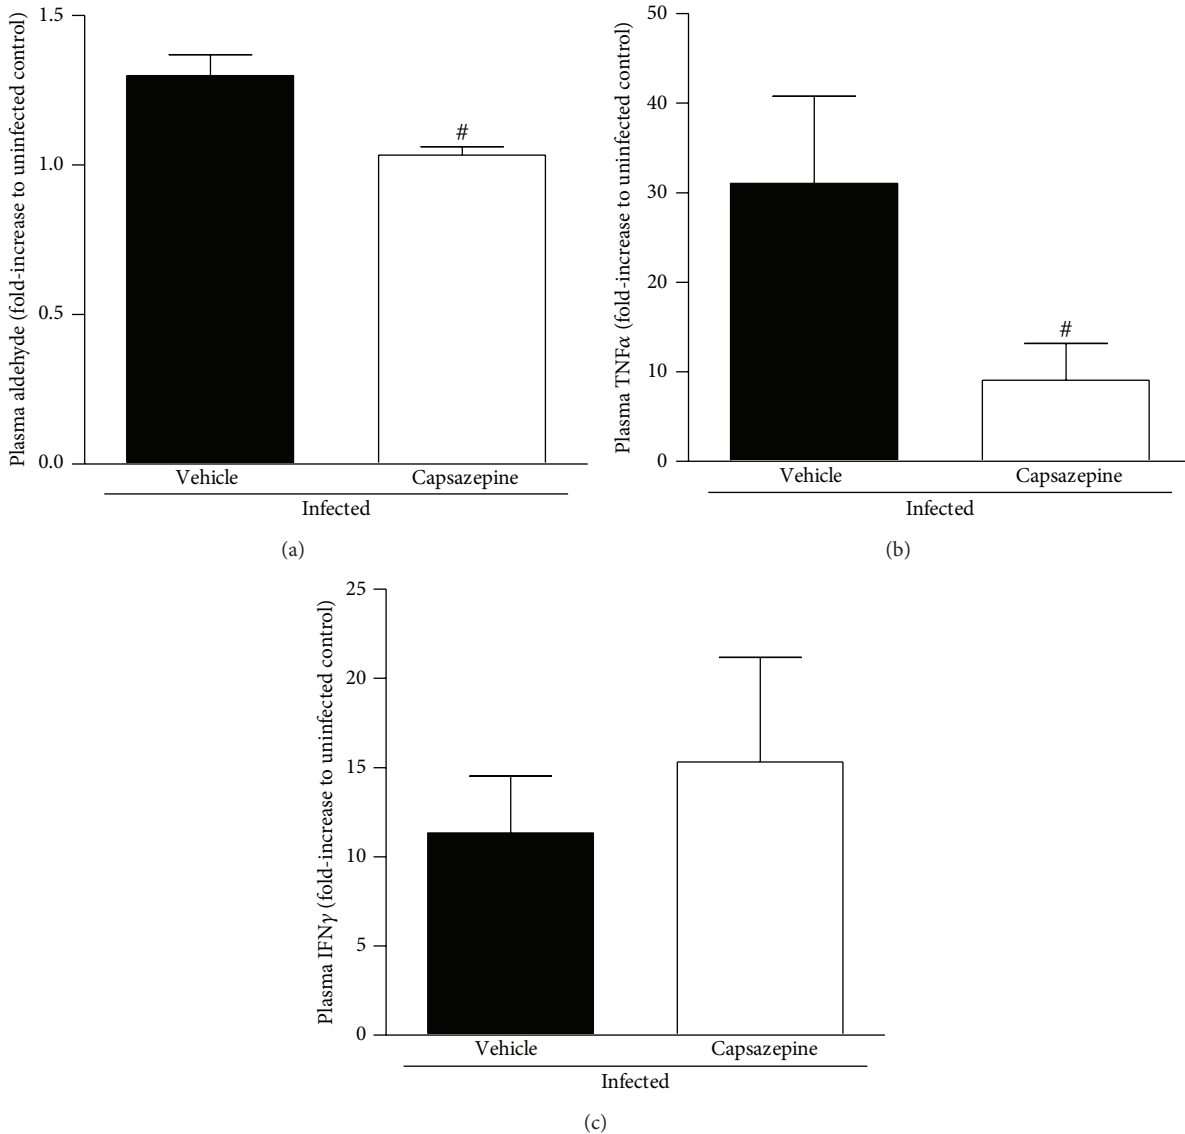 Plasma aldehyde (fold-increase to uninfected control)
1.5
1.0
0.5
0.0
#
Vehicle
Capsazepine
Infected
(a)
Plasma TNFα (fold-increase to uninfected control)
50
40
30
20
10
0
#
Vehicle
Capsazepine
Infected
(b)
Plasma IFNγ (fold-increase to uninfected control)
25
20
15
10
5
0
Vehicle
Capsazepine
Infected
(c)